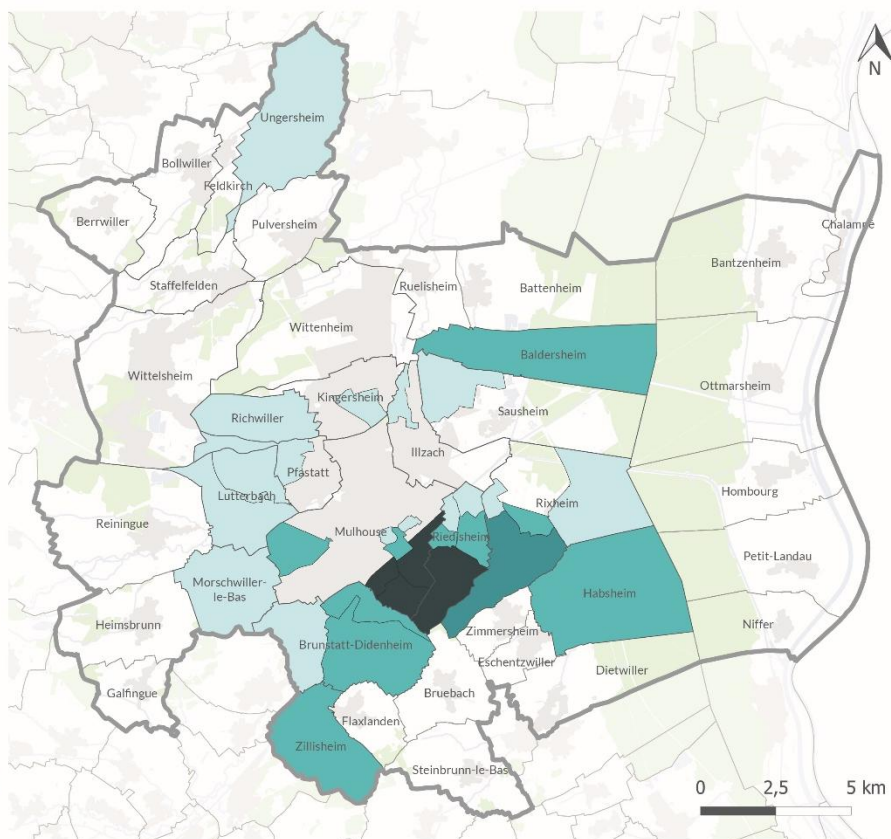 N
Ungersheim
Bollwiller
Feldkirch
Berrwiller
Pulversheim
Chalampé
Staffelfelden
Ruelisheim
Battenheim
Bantzenheim
Wittenheim
Baldersheim
Wittelsheim
Ottmarsheim
Kingersheim
Richwiller
Sausheim
Illzach
Pfastatt
Lutterbach
Hombourg
Rixheim
Reiningue
Mulhouse
Riedisheim
Petit-Landau
Morschwiller-
le-Bas
Habsheim
Heimsbrunn
Zimmersheim
Niffer
Brunstatt-Didenheim
Eschentzwiller
Dietwiller
Galfingue
Bruebach
Flaxlanden
Zillisheim
Steinbrunn-le-Bas
0 2,5 5 km